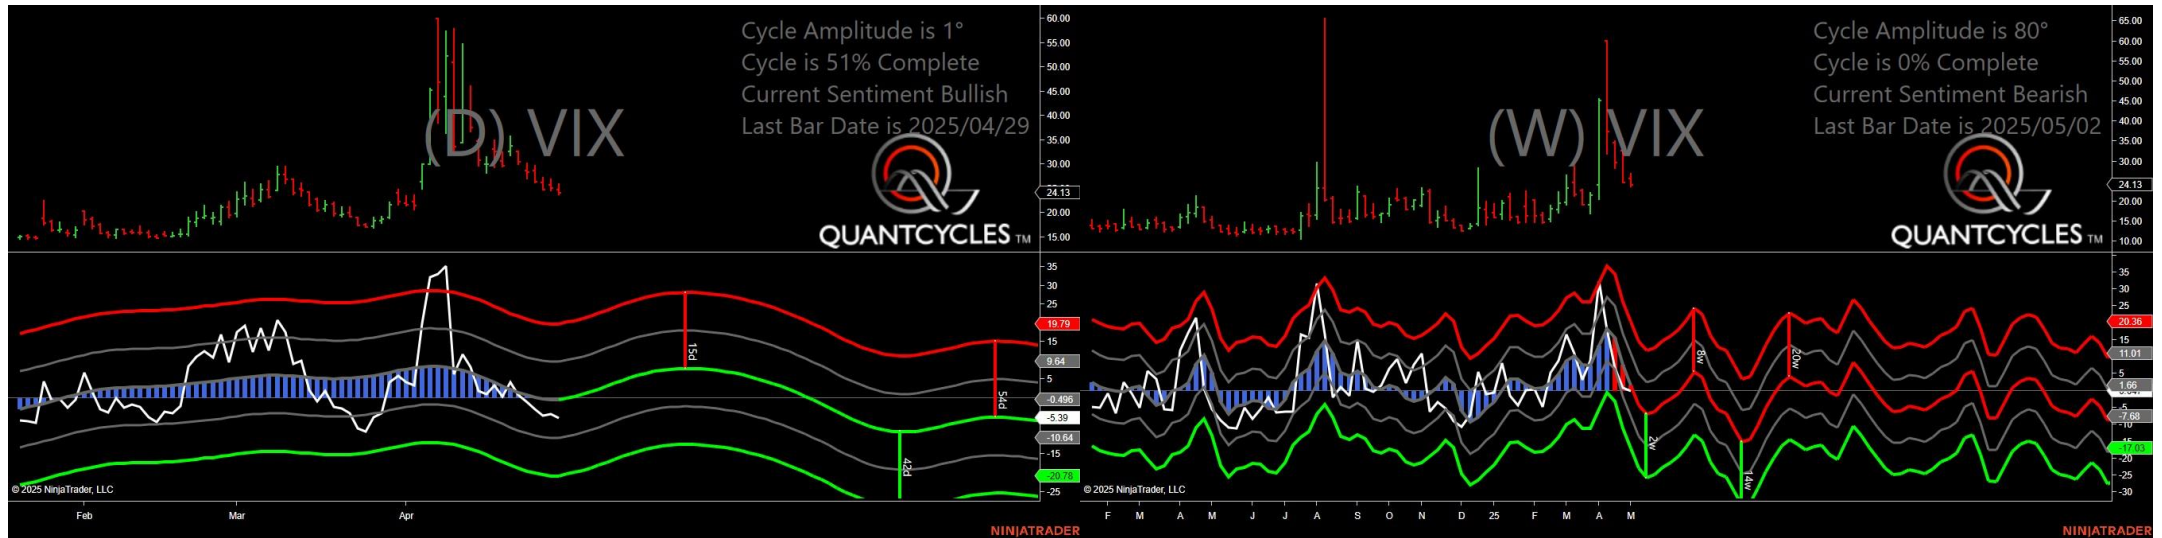 Cycle Amplitude is 1°
Cycle is 51% Complete
Current Sentiment Bullish
Last Bar Date is 2025/04/29
(D) VIX
QUANTCYCLES TM
60.00
55.00
50.00
45.00
40.00
35.00
30.00
24.13
20.00
15.00
35
30
25
19.79
15
9.64
5
-0.496
-5.39
-10.64
-15
-20.78
-25
15d
42d
54d
© 2025 NinjaTrader, LLC
Feb Mar Apr
NINJATRADER
Cycle Amplitude is 80°
Cycle is 0% Complete
Current Sentiment Bearish
Last Bar Date is 2025/05/02
(W) VIX
QUANTCYCLES TM
65.00
60.00
55.00
50.00
45.00
40.00
35.00
30.00
24.13
20.00
15.00
10.00
35
30
25
20.36
15
11.01
5
1.66
-5
-7.68
-10
-15
-17.03
-20
-25
-30
2w
8w
14w
20w
© 2025 NinjaTrader, LLC
F M A M J J A S O N D 25 F M A M
NINJATRADER